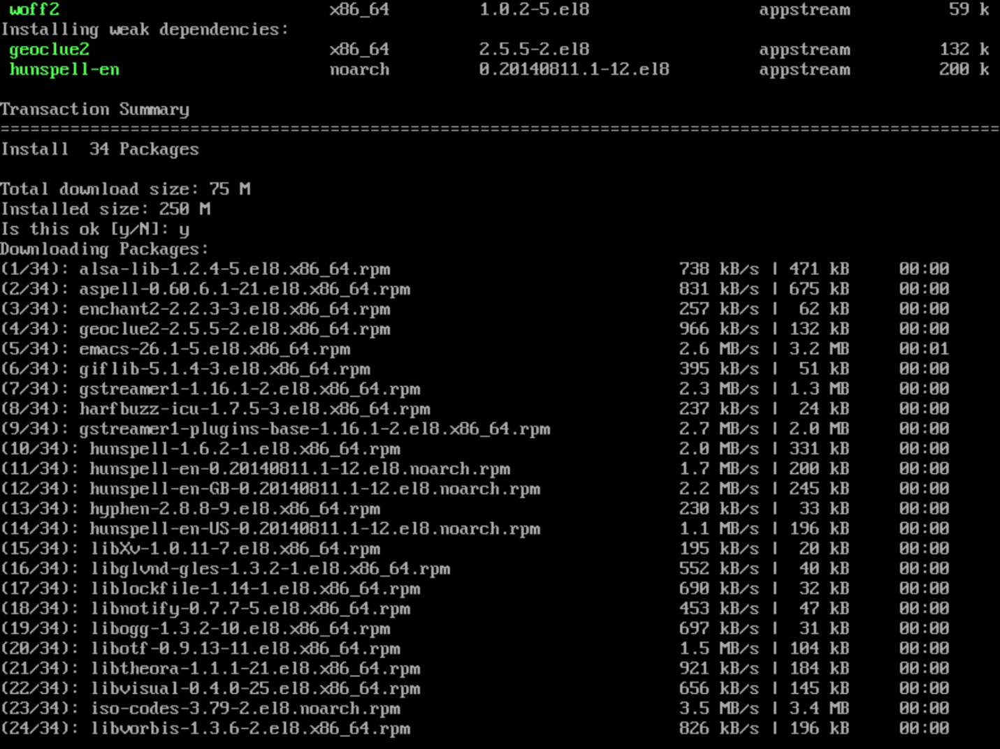 woff2 x86_64 1.0.2-5.el8 appstream 59 k
Installing weak dependencies:
geoclue2 x86_64 2.5.5-2.el8 appstream 132 k
hunspell-en noarch 0.20140811.1-12.el8 appstream 200 k
Transaction Summary
====================================================================================================
Install  34 Packages
Total download size: 75 M
Installed size: 250 M
Is this ok [y/N]: y
Downloading Packages:
(1/34): alsa-lib-1.2.4-5.el8.x86_64.rpm 738 kB/s | 471 kB 00:00
(2/34): aspell-0.60.6.1-21.el8.x86_64.rpm 831 kB/s | 675 kB 00:00
(3/34): enchant2-2.2.3-3.el8.x86_64.rpm 257 kB/s | 62 kB 00:00
(4/34): geoclue2-2.5.5-2.el8.x86_64.rpm 966 kB/s | 132 kB 00:00
(5/34): emacs-26.1-5.el8.x86_64.rpm 2.6 MB/s | 3.2 MB 00:01
(6/34): giflib-5.1.4-3.el8.x86_64.rpm 395 kB/s | 51 kB 00:00
(7/34): gstreamer1-1.16.1-2.el8.x86_64.rpm 2.3 MB/s | 1.3 MB 00:00
(8/34): harfbuzz-icu-1.7.5-3.el8.x86_64.rpm 237 kB/s | 24 kB 00:00
(9/34): gstreamer1-plugins-base-1.16.1-2.el8.x86_64.rpm 2.7 MB/s | 2.0 MB 00:00
(10/34): hunspell-1.6.2-1.el8.x86_64.rpm 2.0 MB/s | 331 kB 00:00
(11/34): hunspell-en-0.20140811.1-12.el8.noarch.rpm 1.7 MB/s | 200 kB 00:00
(12/34): hunspell-en-GB-0.20140811.1-12.el8.noarch.rpm 2.2 MB/s | 245 kB 00:00
(13/34): hyphen-2.8.8-9.el8.x86_64.rpm 230 kB/s | 33 kB 00:00
(14/34): hunspell-en-US-0.20140811.1-12.el8.noarch.rpm 1.1 MB/s | 196 kB 00:00
(15/34): libXv-1.0.11-7.el8.x86_64.rpm 195 kB/s | 20 kB 00:00
(16/34): libglvnd-gles-1.3.2-1.el8.x86_64.rpm 552 kB/s | 40 kB 00:00
(17/34): liblockfile-1.14-1.el8.x86_64.rpm 690 kB/s | 32 kB 00:00
(18/34): libnotify-0.7.7-5.el8.x86_64.rpm 453 kB/s | 47 kB 00:00
(19/34): libogg-1.3.2-10.el8.x86_64.rpm 697 kB/s | 31 kB 00:00
(20/34): libotf-0.9.13-11.el8.x86_64.rpm 1.5 MB/s | 104 kB 00:00
(21/34): libtheora-1.1.1-21.el8.x86_64.rpm 921 kB/s | 184 kB 00:00
(22/34): libvisual-0.4.0-25.el8.x86_64.rpm 656 kB/s | 145 kB 00:00
(23/34): iso-codes-3.79-2.el8.noarch.rpm 3.5 MB/s | 3.4 MB 00:00
(24/34): libvorbis-1.3.6-2.el8.x86_64.rpm 826 kB/s | 196 kB 00:00